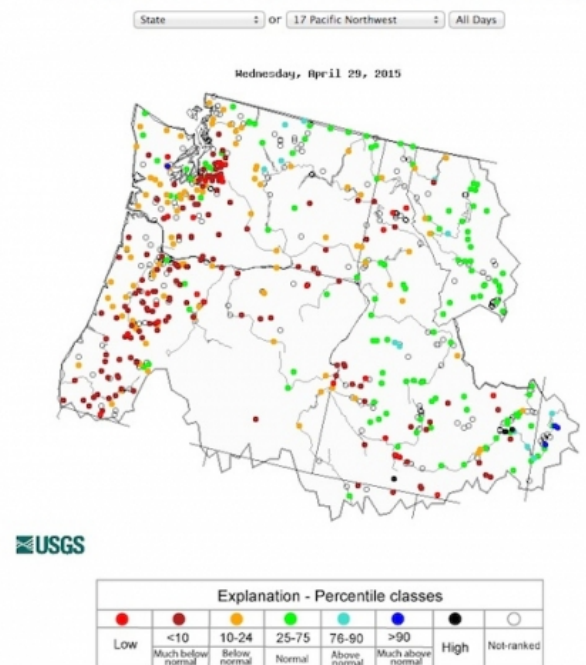 State or 17 Pacific Northwest All Days
Wednesday, April 29, 2015
USGS
Explanation - Percentile classes
Low <10 10-24 25-75 76-90 >90 High Not-ranked
Much below normal Below normal Normal Above normal Much above normal